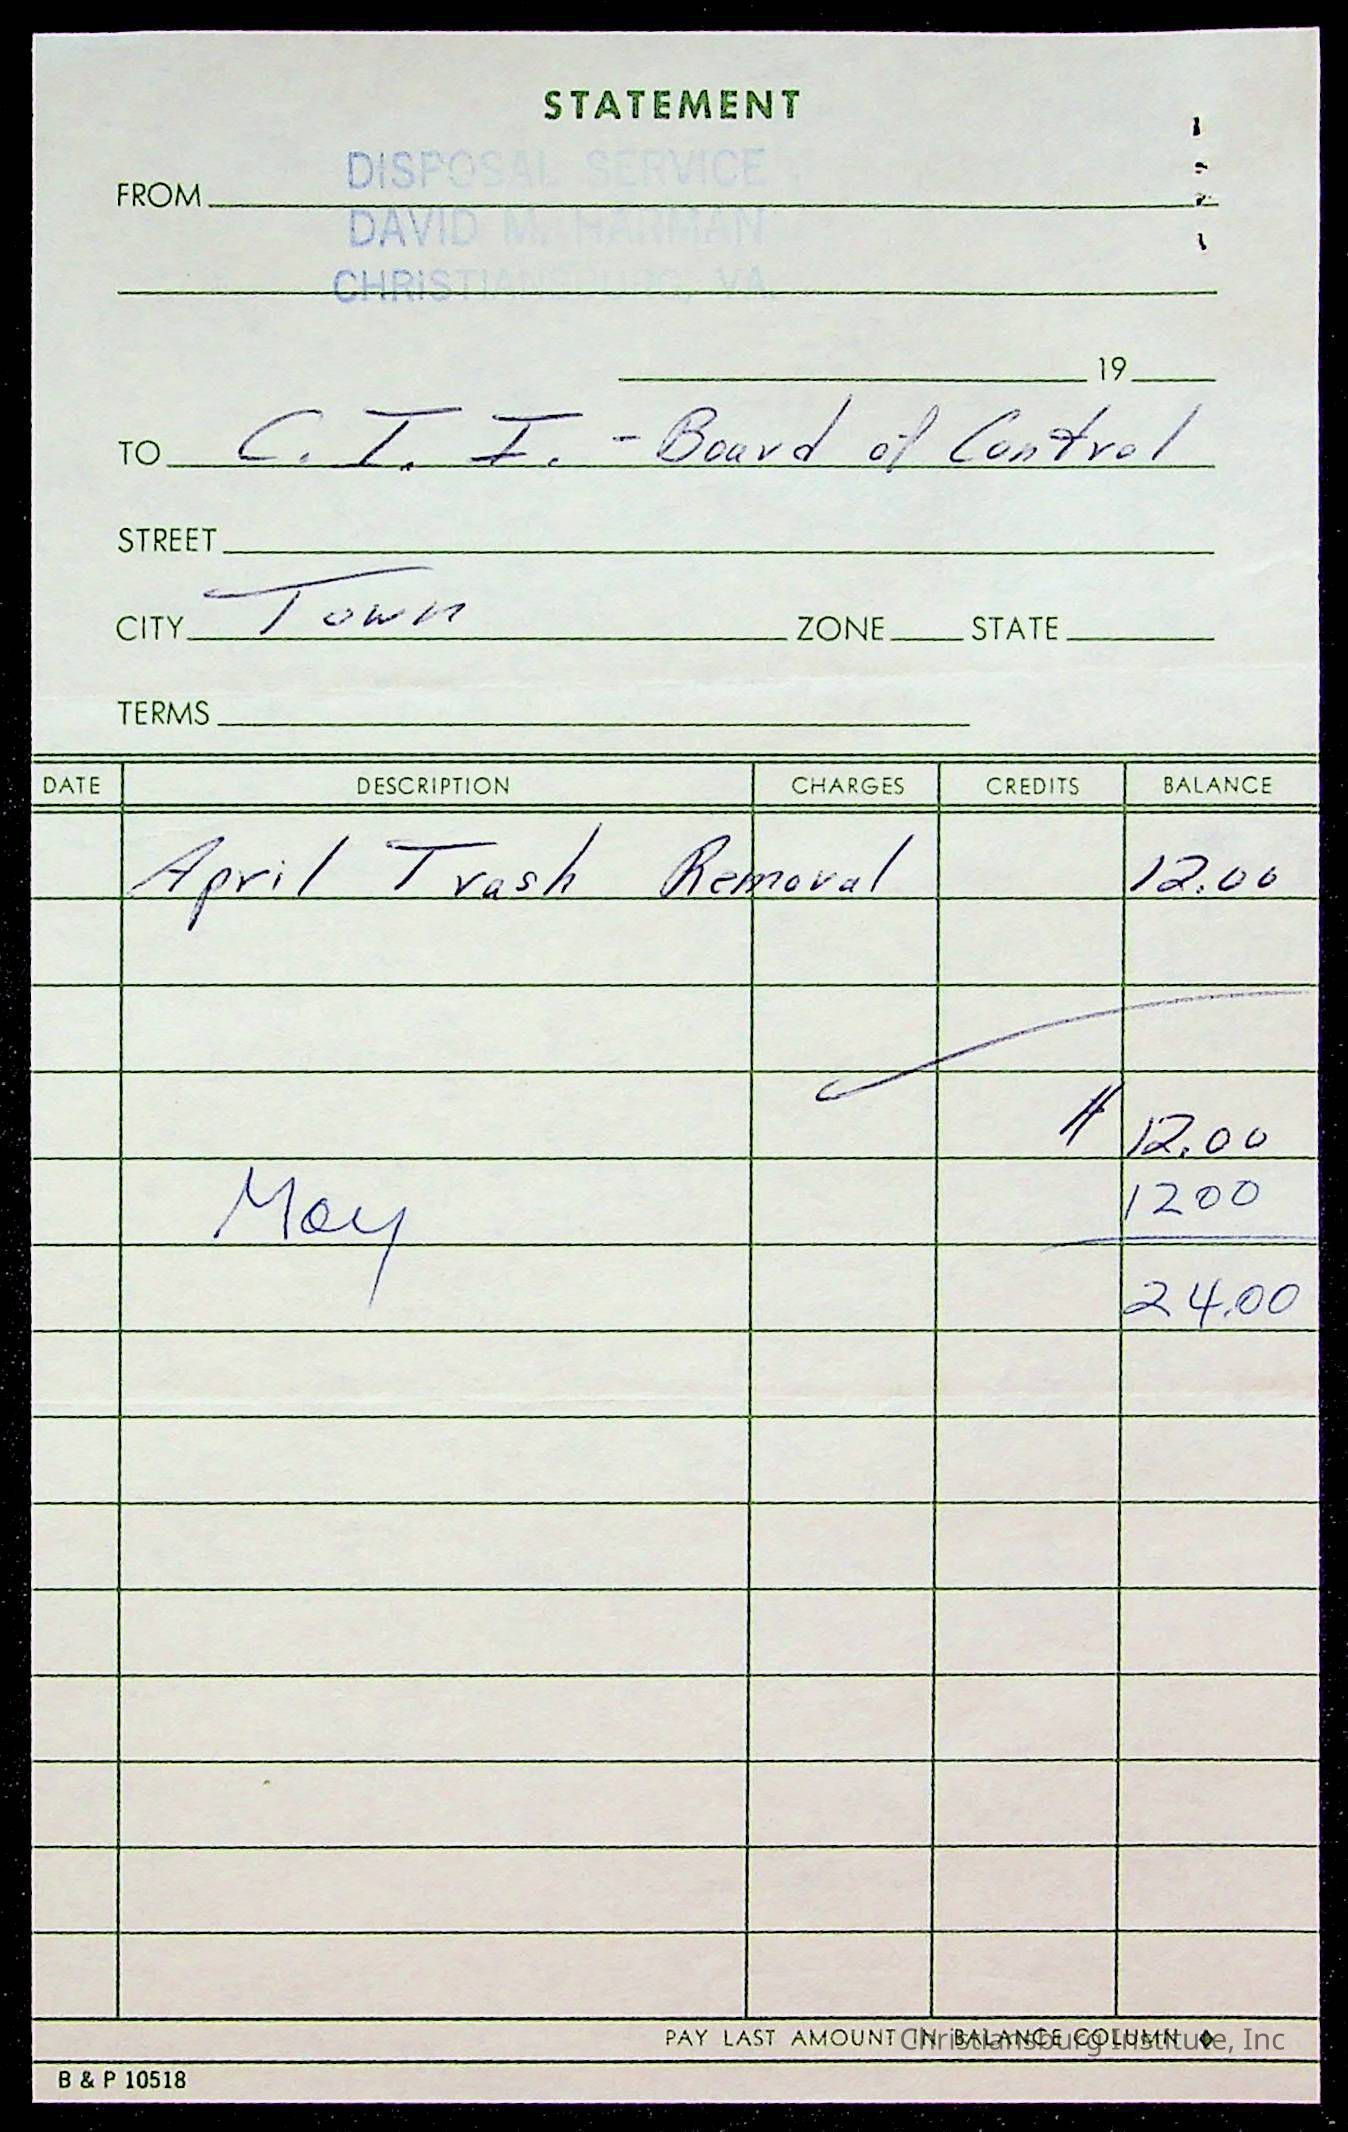 STATEMENT
DISPOSAL SERVICE
FROM
DAVID M. HARMAN
CHRISTIANSBURG, VA.
19
TO C. I. I. - Board of Control
STREET
CITY Town ZONE STATE
TERMS
DATE DESCRIPTION CHARGES CREDITS BALANCE
April Trash Removal 12.00
$ 12.00
May 1200
24.00
PAY LAST AMOUNT IN BALANCE COLUMN
Christiansburg Institute, Inc
B & P 10518